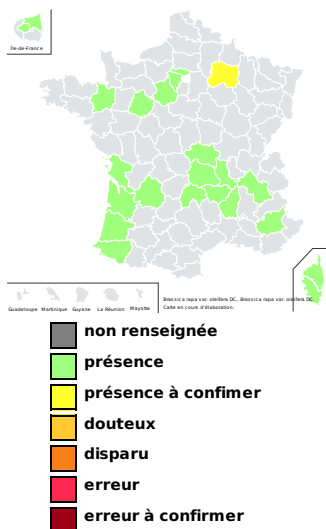 Île-de-France
Guadeloupe Martinique Guyane La Réunion Mayotte
Brassica rapa var. oleifera DC., Brassica rapa var. oleifera DC.
Carte en cours d'élaboration.
non renseignée
présence
présence à confimer
douteux
disparu
erreur
erreur à confirmer